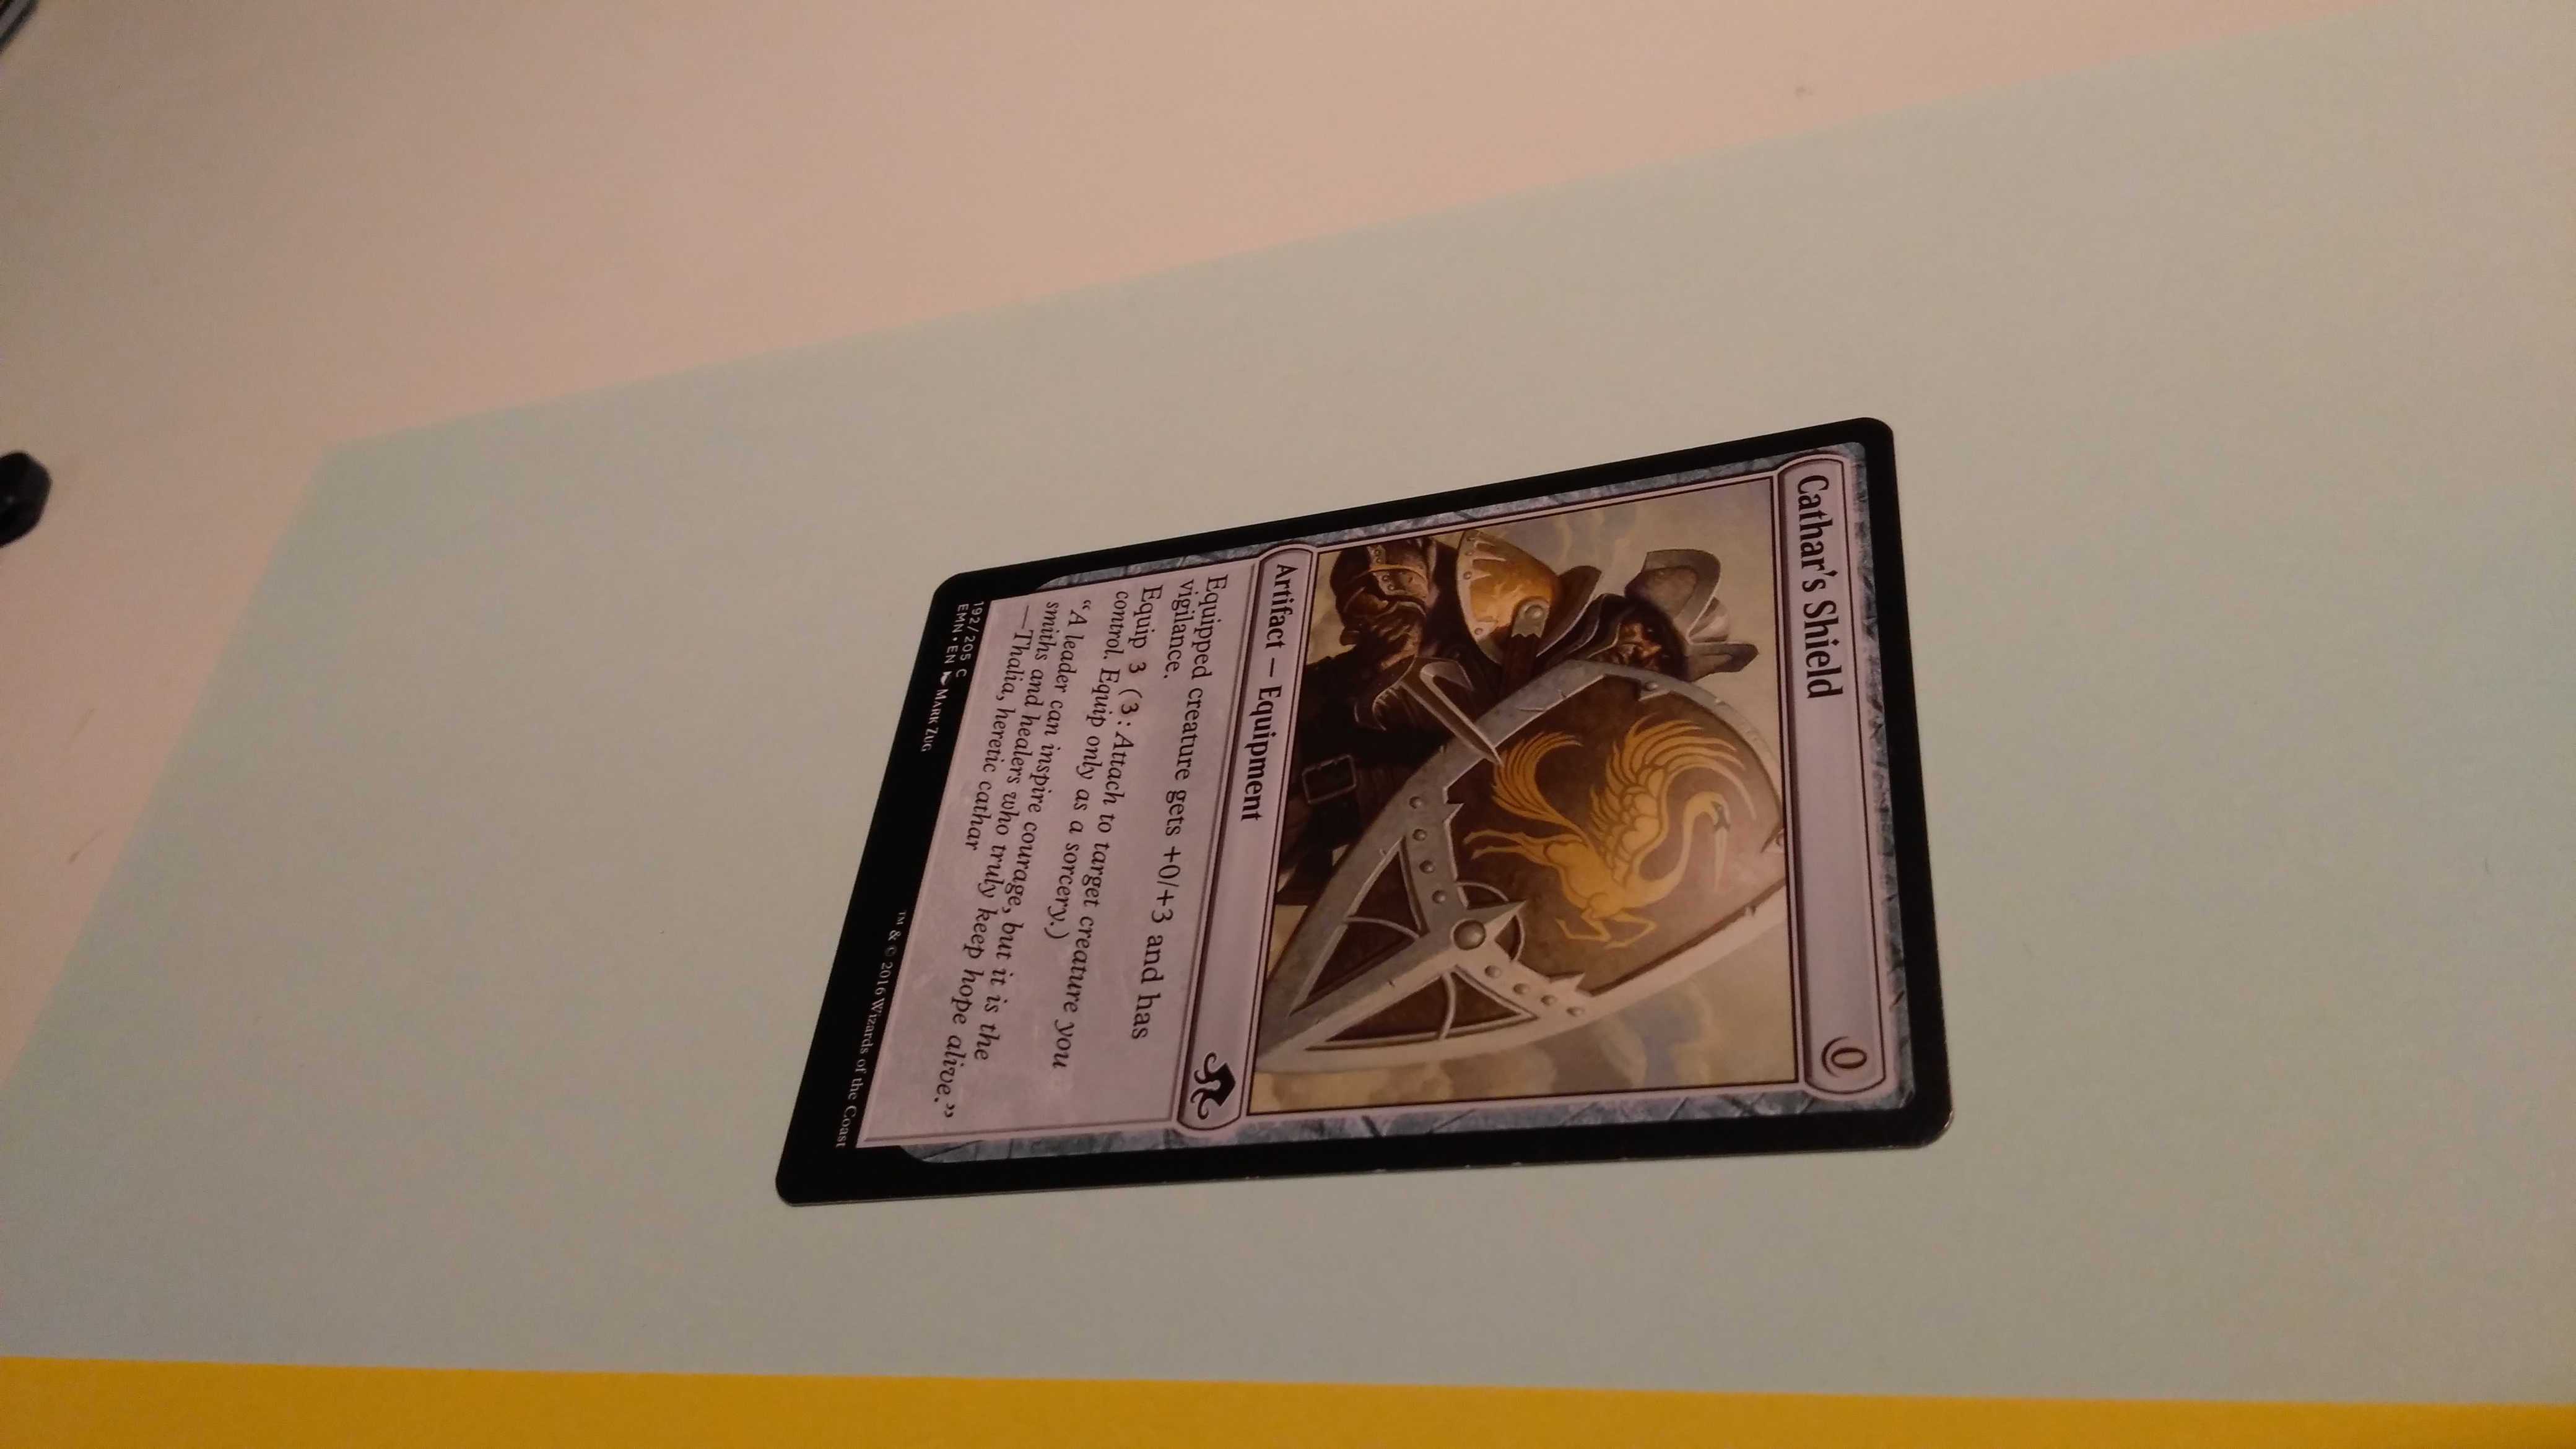 Cathar's Shield 0
Artifact — Equipment
Equipped creature gets +0/+3 and has
vigilance.
Equip 3 (3: Attach to target creature you
control. Equip only as a sorcery.)
"A leader can inspire courage, but it is the
smiths and healers who truly keep hope alive."
—Thalia, heretic cathar
192/205 C
EMN • EN MARK ZUG
™ & © 2016 Wizards of the Coast